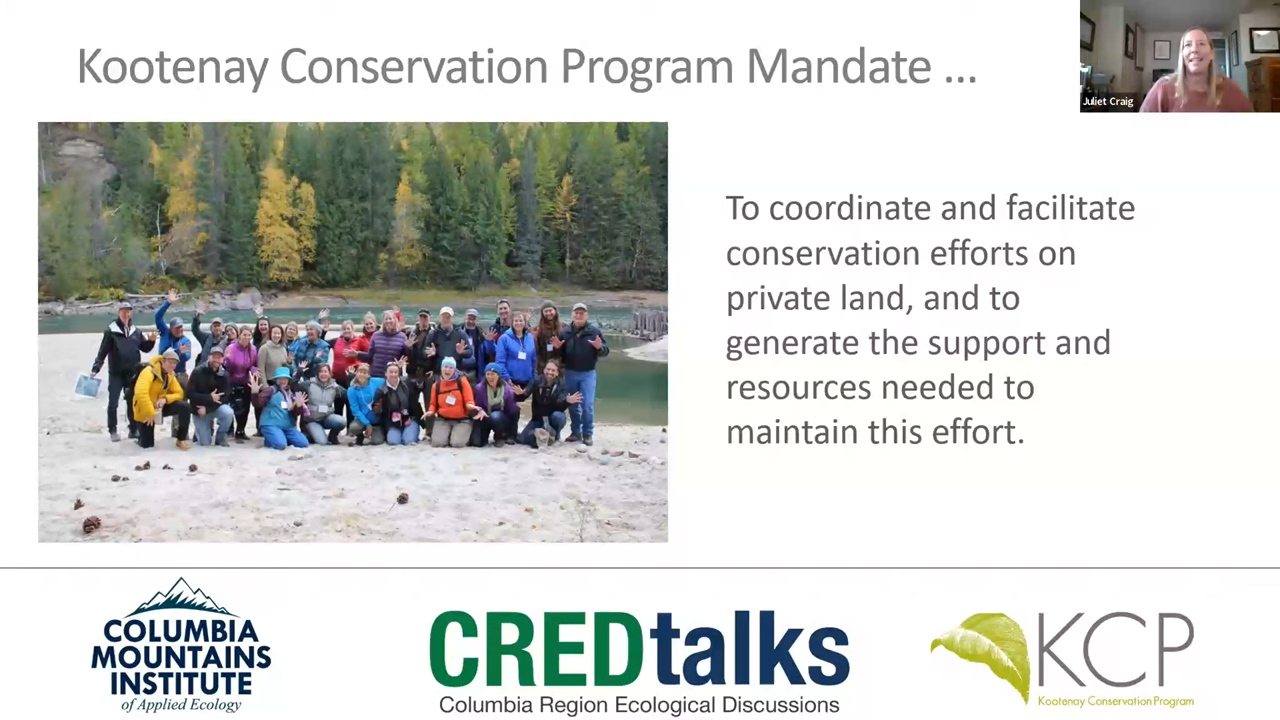 Kootenay Conservation Program Mandate ...
Juliet Craig
To coordinate and facilitate
conservation efforts on
private land, and to
generate the support and
resources needed to
maintain this effort.
COLUMBIA
MOUNTAINS
INSTITUTE
of Applied Ecology
CREDtalks
Columbia Region Ecological Discussions
KCP
Kootenay Conservation Program